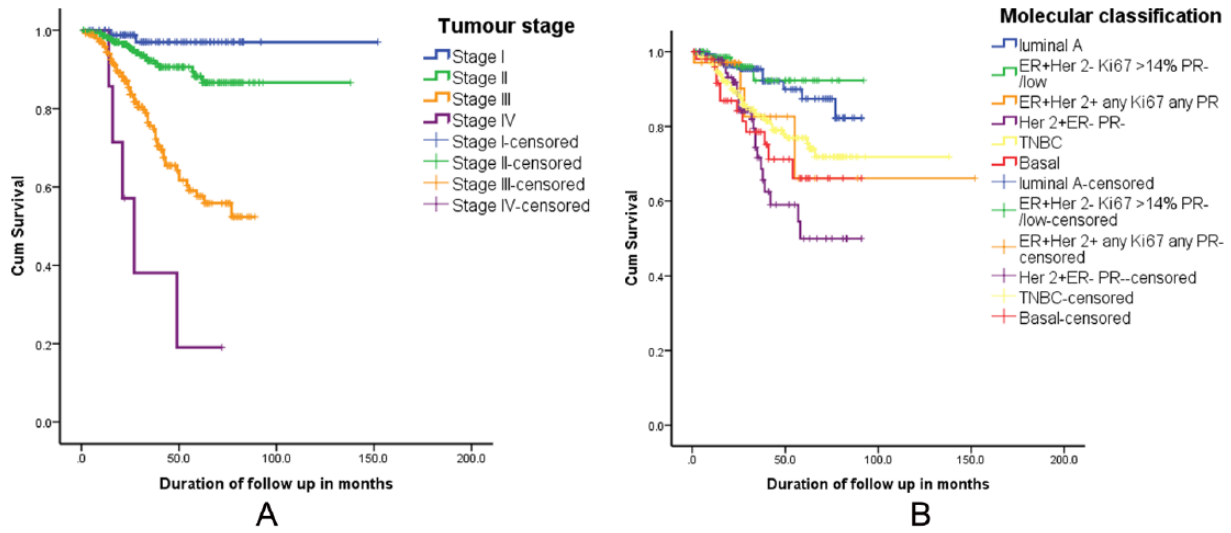 Tumour stage
Stage I
Stage II
Stage III
Stage IV
Stage I-censored
Stage II-censored
Stage III-censored
Stage IV-censored
1.0
0.8
0.6
0.4
0.2
0.0
Cum Survival
.0 50.0 100.0 150.0 200.0
Duration of follow up in months
A
Molecular classification
luminal A
ER+Her 2- Ki67 >14% PR-
/low
ER+Her 2+ any Ki67 any PR
Her 2+ER- PR-
TNBC
Basal
luminal A-censored
ER+Her 2- Ki67 >14% PR-
/low-censored
ER+Her 2+ any Ki67 any PR-
censored
Her 2+ER- PR--censored
TNBC-censored
Basal-censored
1.0
0.8
0.6
0.4
0.2
0.0
Cum Survival
.0 50.0 100.0 150.0 200.0
Duration of follow up in months
B